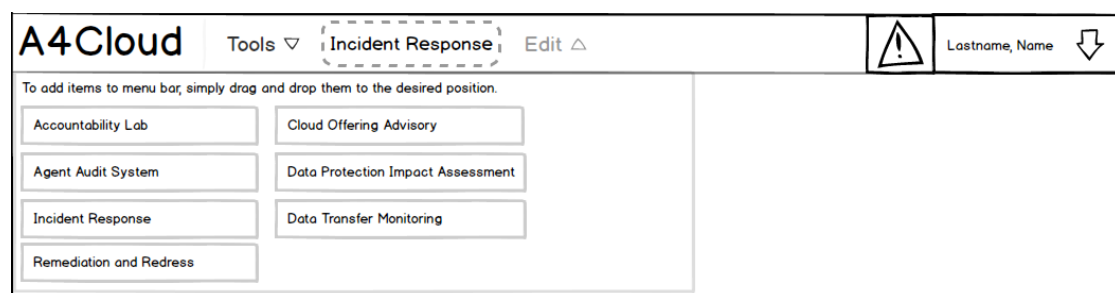 A4Cloud Tools Incident Response Edit Lastname, Name
To add items to menu bar, simply drag and drop them to the desired position.
Accountability Lab Cloud Offering Advisory
Agent Audit System Data Protection Impact Assessment
Incident Response Data Transfer Monitoring
Remediation and Redress